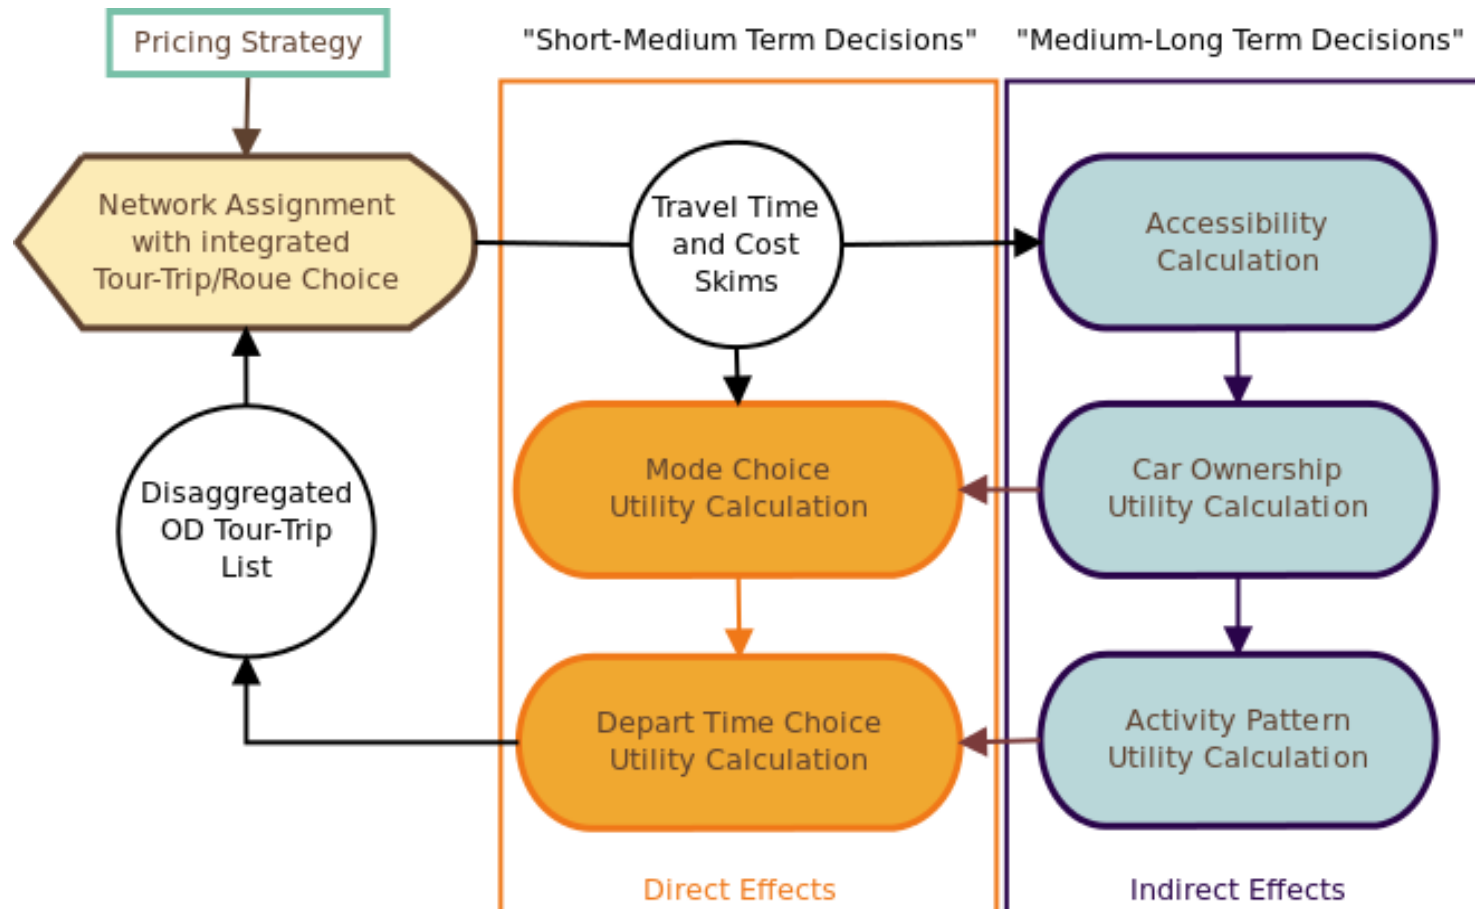 Pricing Strategy
"Short-Medium Term Decisions"
"Medium-Long Term Decisions"
Network Assignment
with integrated
Tour-Trip/Roue Choice
Travel Time
and Cost
Skims
Accessibility
Calculation
Disaggregated
OD Tour-Trip
List
Mode Choice
Utility Calculation
Car Ownership
Utility Calculation
Depart Time Choice
Utility Calculation
Activity Pattern
Utility Calculation
Direct Effects
Indirect Effects